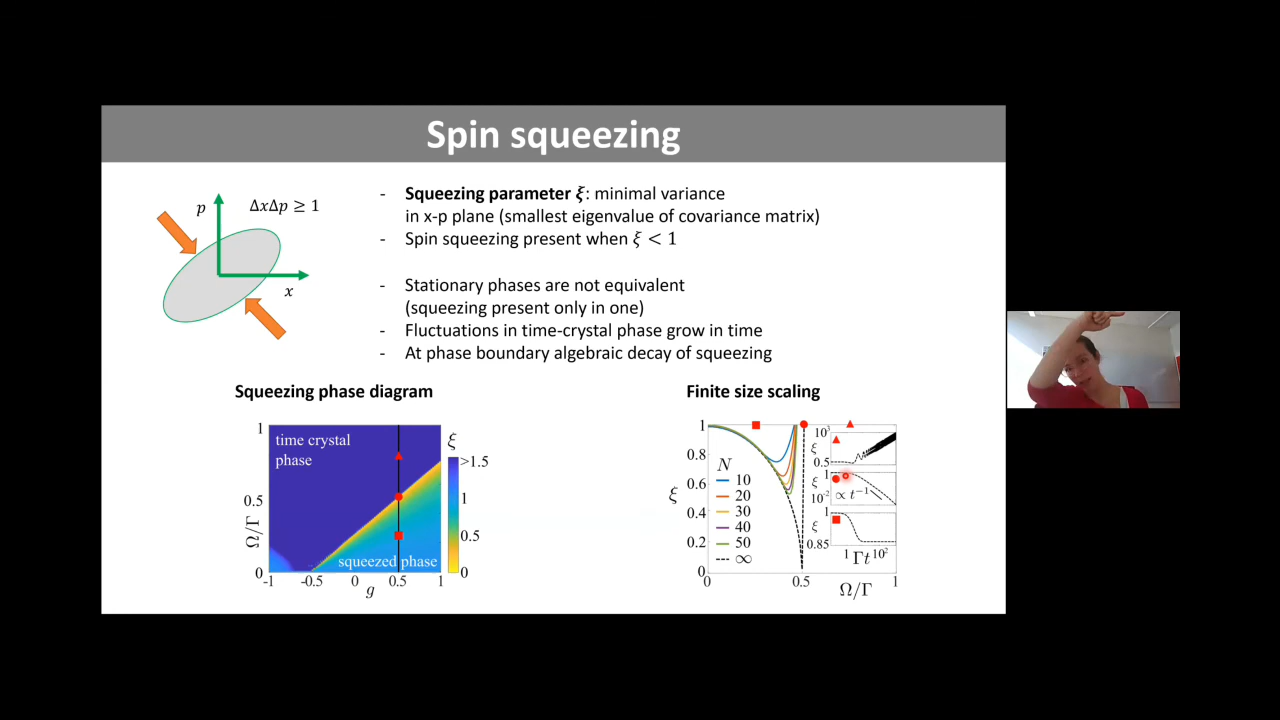 Spin squeezing
p
ΔxΔp ≥ 1
x
- Squeezing parameter ξ: minimal variance
in x-p plane (smallest eigenvalue of covariance matrix)
- Spin squeezing present when ξ < 1
- Stationary phases are not equivalent
(squeezing present only in one)
- Fluctuations in time-crystal phase grow in time
- At phase boundary algebraic decay of squeezing
Squeezing phase diagram
time crystal
phase
squeezed phase
1
0.5
0
Ω/Γ
-1 -0.5 0 0.5 1
g
ξ
>1.5
1
0.5
0
Finite size scaling
1
0.8
0.6
0.4
0.2
0
ξ
N
10
20
30
40
50
∞
0 0.5 1
Ω/Γ
10³
ξ
0.5
1
ξ
10⁻²
∝ t⁻¹
1
ξ
0.85
1 Γt 10²